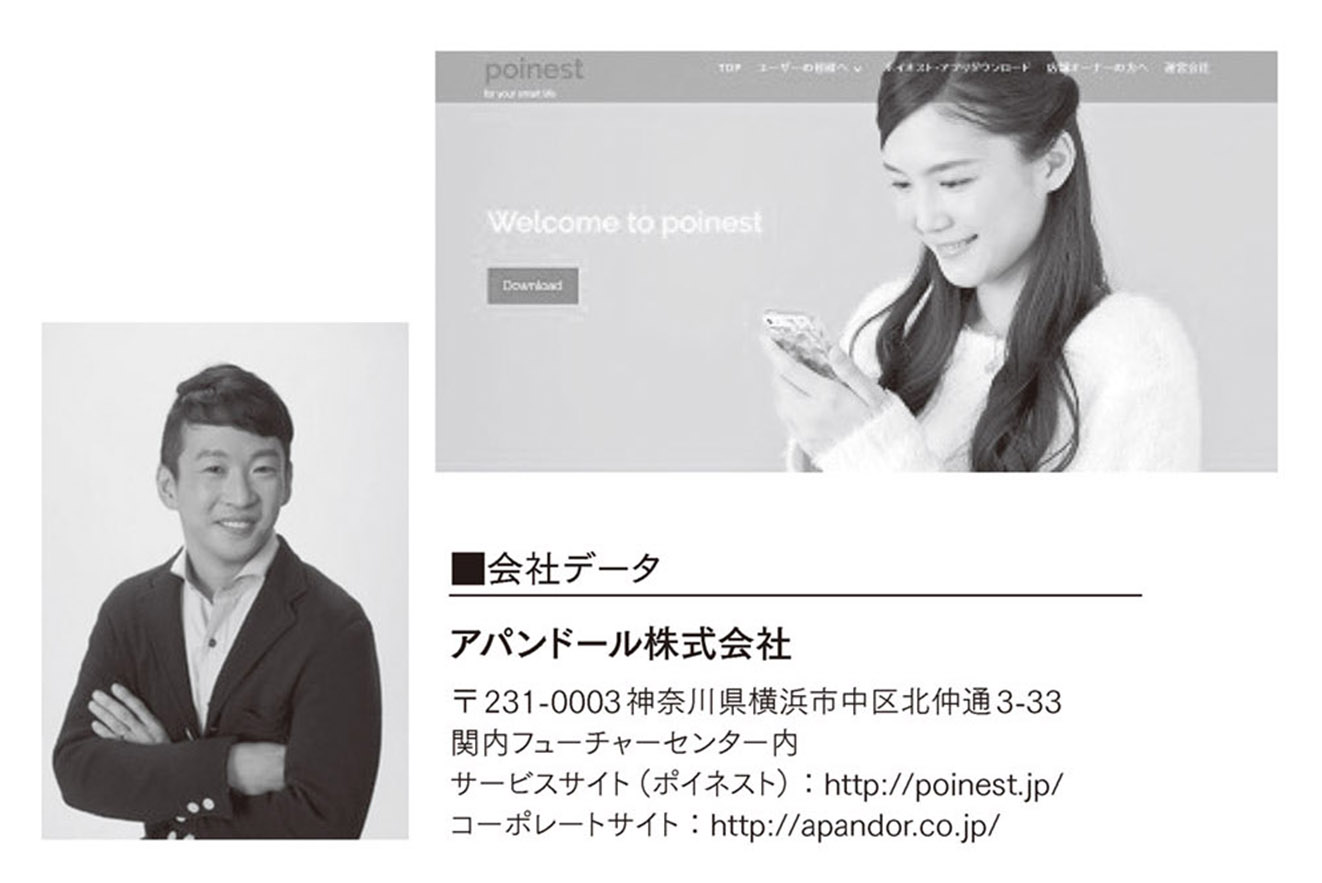 poinest
for your smart life
TOP ユーザーの皆様へ ポイネスト・アプリダウンロード 店舗オーナーの方へ 運営会社
Welcome to poinest
Download
■会社データ
アパンドール株式会社
〒231-0003神奈川県横浜市中区北仲通3-33
関内フューチャーセンター内
サービスサイト（ポイネスト）：http://poinest.jp/
コーポレートサイト：http://apandor.co.jp/